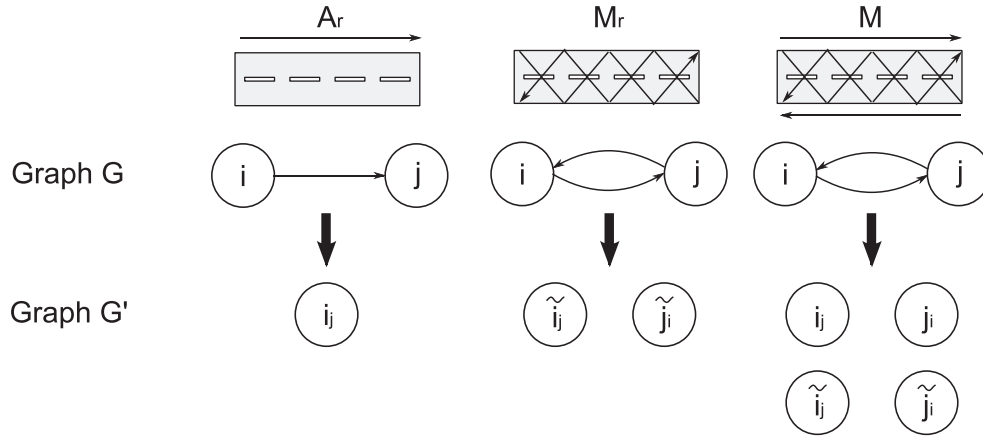 Aᵣ Mᵣ M
Graph G i j i j i j
Graph G' iⱼ ĩⱼ j̃ᵢ iⱼ jᵢ
ĩⱼ j̃ᵢ